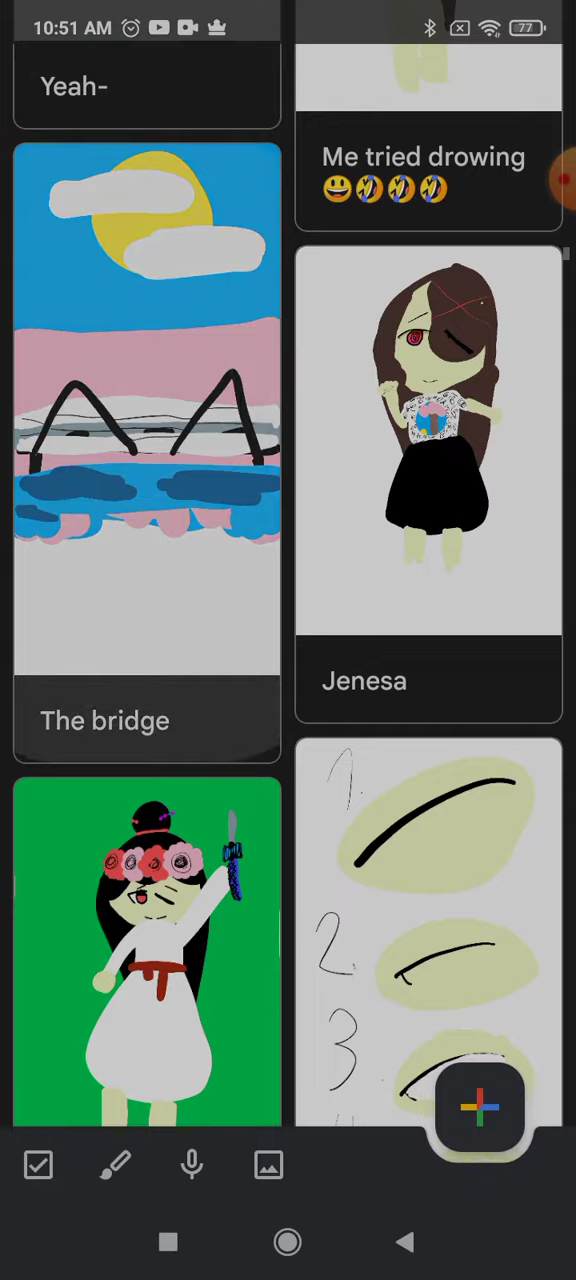 10:51 AM
77
Yeah-
Me tried drowing
😃🤣🤣🤣
The bridge
Jenesa
1.
2.
3